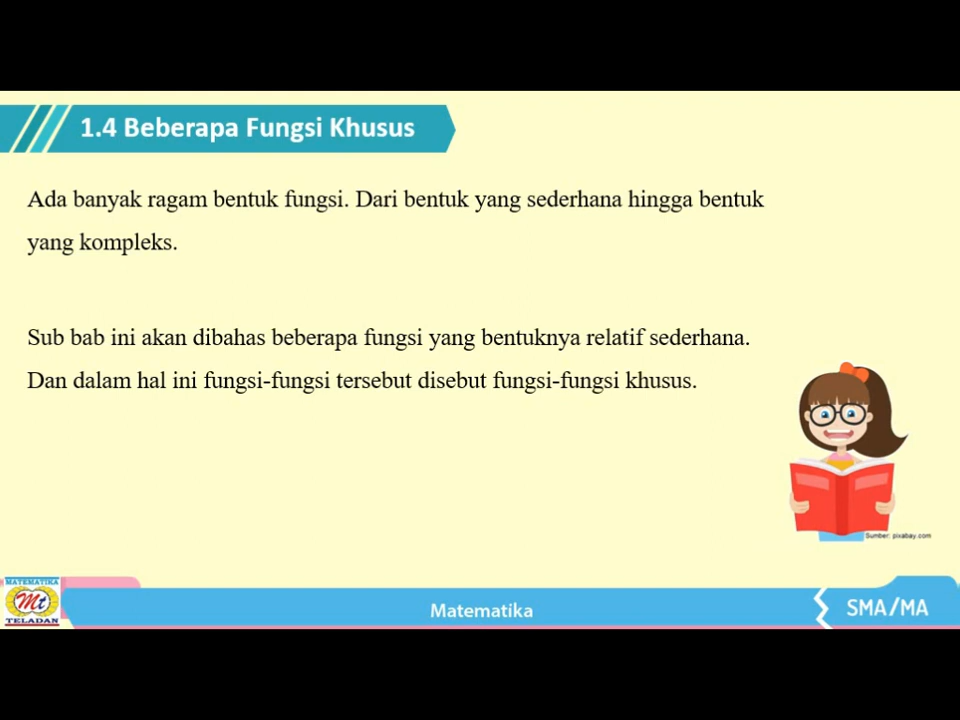 1.4 Beberapa Fungsi Khusus
Ada banyak ragam bentuk fungsi. Dari bentuk yang sederhana hingga bentuk
yang kompleks.
Sub bab ini akan dibahas beberapa fungsi yang bentuknya relatif sederhana.
Dan dalam hal ini fungsi-fungsi tersebut disebut fungsi-fungsi khusus.
Sumber: pixabay.com
MATEMATIKA
Mt
TELADAN
Matematika
SMA/MA